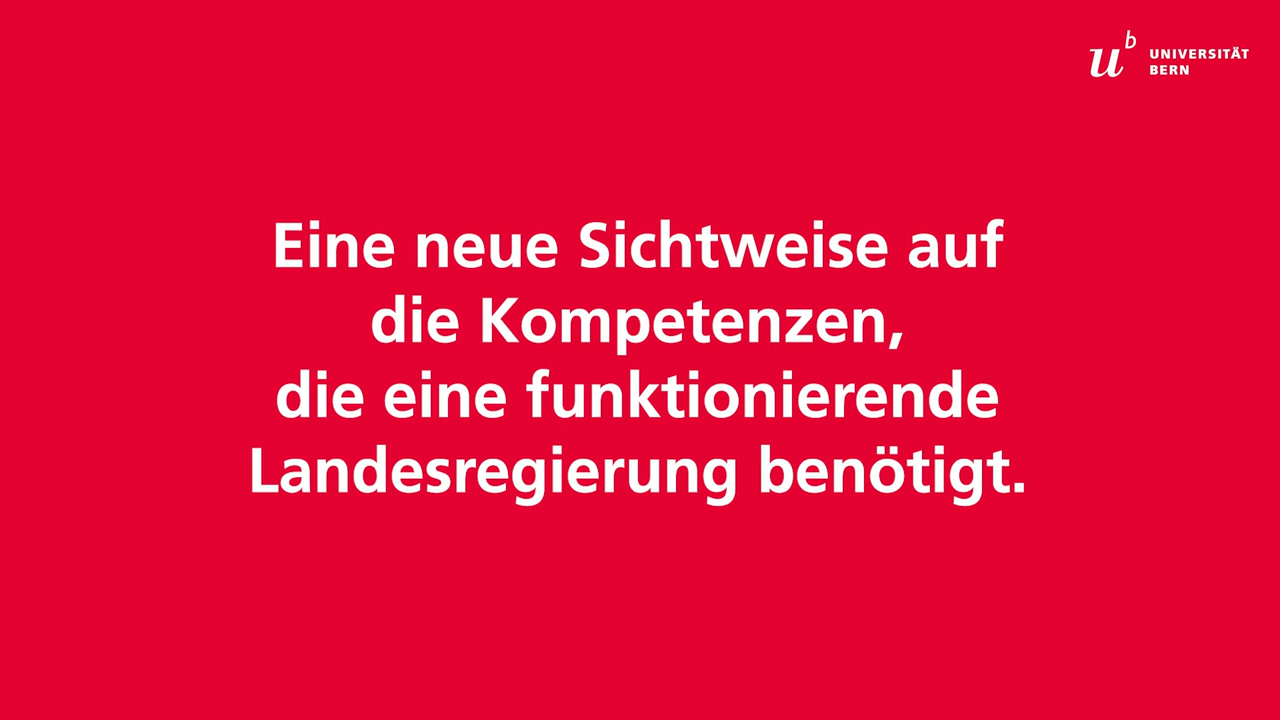 u b UNIVERSITÄT
BERN
Eine neue Sichtweise auf
die Kompetenzen,
die eine funktionierende
Landesregierung benötigt.